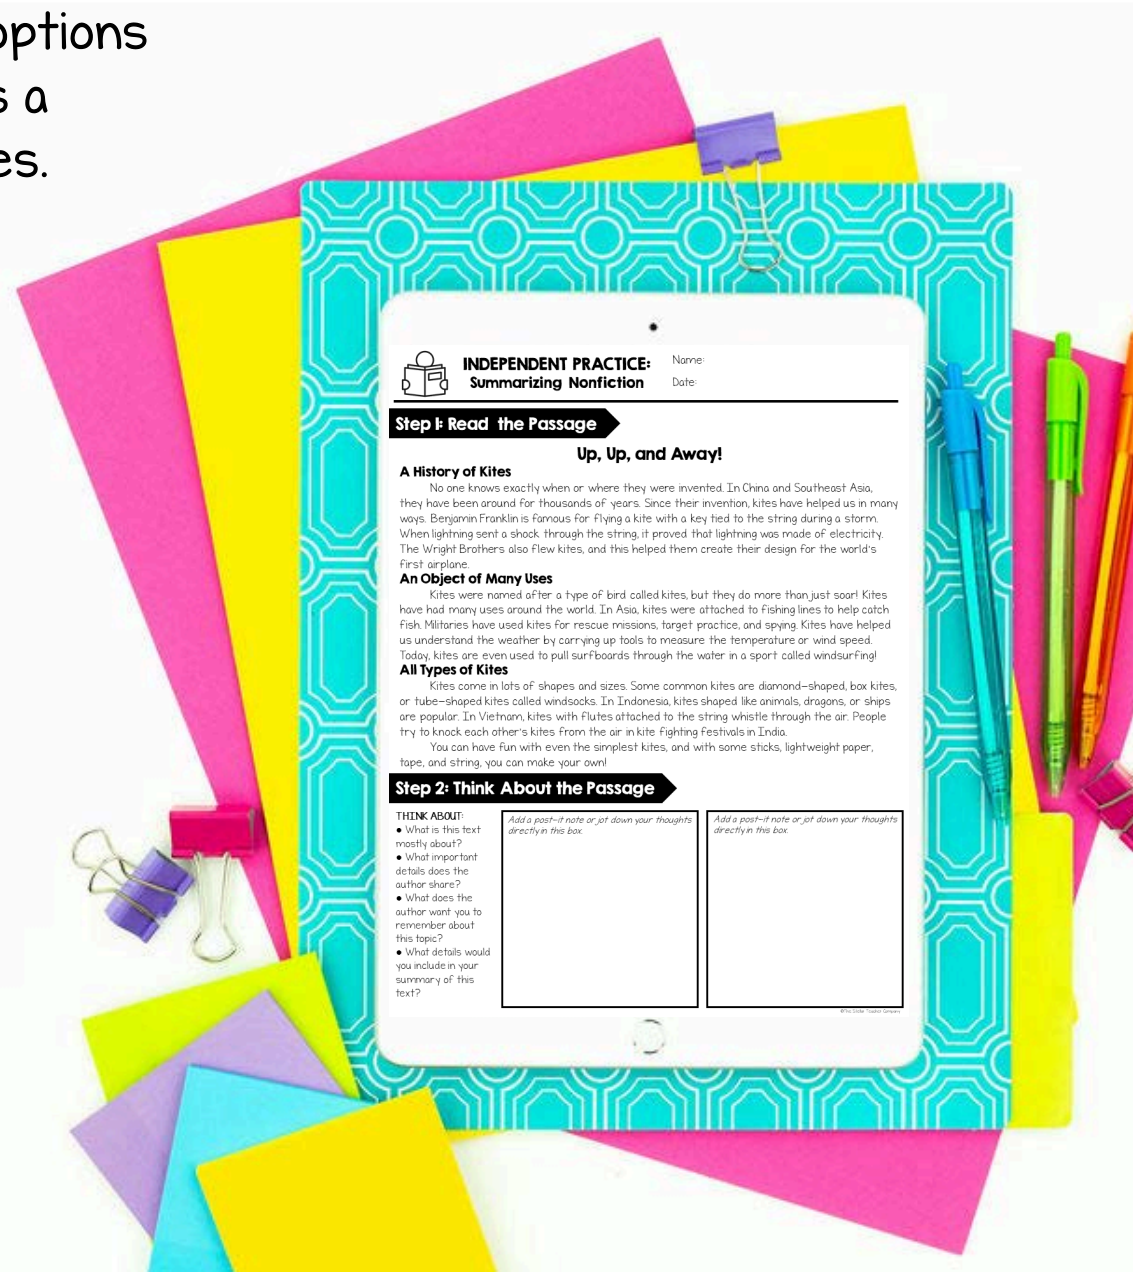 options
s a
es.
INDEPENDENT PRACTICE:
Summarizing Nonfiction
Name:
Date:
Step 1: Read the Passage
Up, Up, and Away!
A History of Kites
No one knows exactly when or where they were invented. In China and Southeast Asia,
they have been around for thousands of years. Since their invention, kites have helped us in many
ways. Benjamin Franklin is famous for flying a kite with a key tied to the string during a storm.
When lightning sent a shock through the string, it proved that lightning was made of electricity.
The Wright Brothers also flew kites, and this helped them create their design for the world's
first airplane.
An Object of Many Uses
Kites were named after a type of bird called kites, but they do more than just soar! Kites
have had many uses around the world. In Asia, kites were attached to fishing lines to help catch
fish. Militaries have used kites for rescue missions, target practice, and spying. Kites have helped
us understand the weather by carrying up tools to measure the temperature or wind speed.
Today, kites are even used to pull surfboards through the water in a sport called windsurfing!
All Types of Kites
Kites come in lots of shapes and sizes. Some common kites are diamond-shaped, box kites,
or tube-shaped kites called windsocks. In Indonesia, kites shaped like animals, dragons, or ships
are popular. In Vietnam, kites with flutes attached to the string whistle through the air. People
try to knock each other's kites from the air in kite fighting festivals in India.
You can have fun with even the simplest kites, and with some sticks, lightweight paper,
tape, and string, you can make your own!
Step 2: Think About the Passage
THINK ABOUT:
• What is this text
mostly about?
• What important
details does the
author share?
• What does the
author want you to
remember about
this topic?
• What details would
you include in your
summary of this
text?
Add a post-it note or jot down your thoughts
directly in this box.
Add a post-it note or jot down your thoughts
directly in this box.
©The Stellar Teacher Company